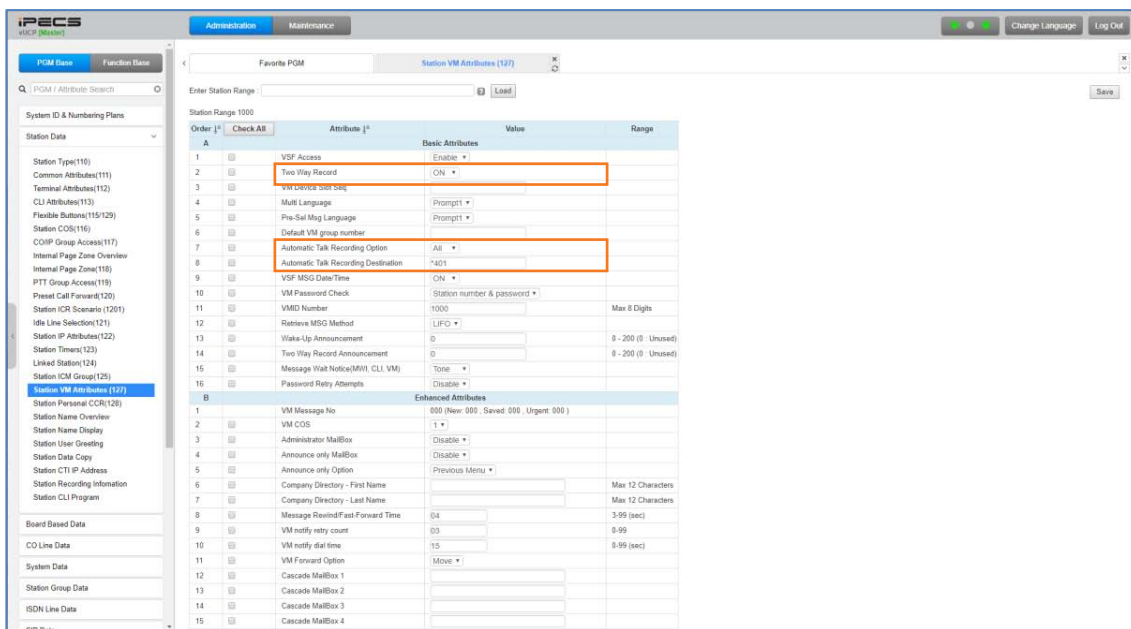 iPECS
vUCP [Master]
Administration Maintenance
Change Language Log Out
PGM Base Function Base
Favorite PGM Station VM Attributes (127)
PGM / Attribute Search
Enter Station Range : Load Save
System ID & Numbering Plans
Station Range 1000
Station Data
Order Check All Attribute Value Range
A Basic Attributes
1 VSF Access Enable
2 Two Way Record ON
3 VM Device Slot Seq
4 Multi Language Prompt1
5 Pre-Sel Msg Language Prompt1
6 Default VM group number
7 Automatic Talk Recording Option All
8 Automatic Talk Recording Destination *401
9 VSF MSG Date/Time ON
10 VM Password Check Station number & password
11 VMID Number 1000 Max 8 Digits
12 Retrieve MSG Method LIFO
13 Wake-Up Announcement 0 0 - 200 (0 : Unused)
14 Two Way Record Announcement 0 0 - 200 (0 : Unused)
15 Message Wait Notice(MWI, CLI, VM) Tone
16 Password Retry Attempts Disable
B Enhanced Attributes
1 VM Message No 000 (New: 000 , Saved: 000 , Urgent: 000 )
2 VM COS 1
3 Administrator MailBox Disable
4 Announce only MailBox Disable
5 Announce only Option Previous Menu
6 Company Directory - First Name Max 12 Characters
7 Company Directory - Last Name Max 12 Characters
8 Message Rewind/Fast-Forward Time 04 3-99 (sec)
9 VM notify retry count 03 0-99
10 VM notify dial time 15 0-99 (sec)
11 VM Forward Option Move
12 Cascade MailBox 1
13 Cascade MailBox 2
14 Cascade MailBox 3
15 Cascade MailBox 4
Station Type(110)
Common Attributes(111)
Terminal Attributes(112)
CLI Attributes(113)
Flexible Buttons(115/129)
Station COS(116)
CO/IP Group Access(117)
Internal Page Zone Overview
Internal Page Zone(118)
PTT Group Access(119)
Preset Call Forward(120)
Station ICR Scenario (1201)
Idle Line Selection(121)
Station IP Attributes(122)
Station Timers(123)
Linked Station(124)
Station ICM Group(125)
Station VM Attributes (127)
Station Personal CCR(128)
Station Name Overview
Station Name Display
Station User Greeting
Station Data Copy
Station CTI IP Address
Station Recording Infomation
Station CLI Program
Board Based Data
CO Line Data
System Data
Station Group Data
ISDN Line Data